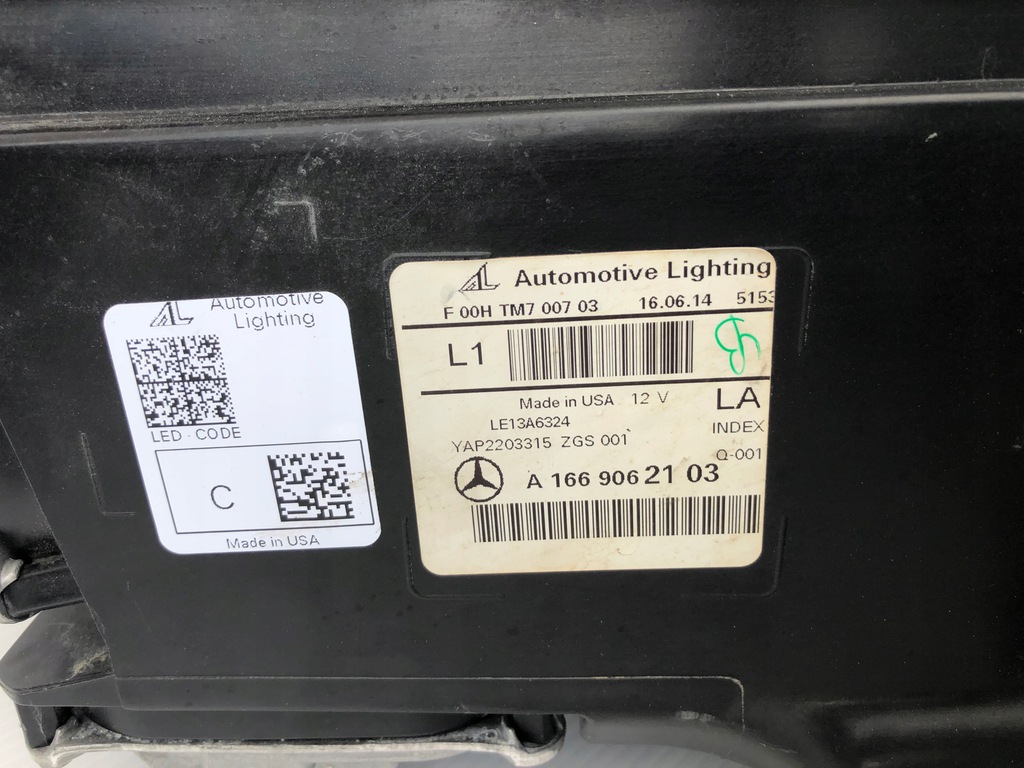 Automotive
Lighting
LED-CODE
C
Made in USA
AL Automotive Lighting
F 00H TM7 007 03 16.06.14 5153
L1
Made in USA 12 V
LE13A6324
LA
YAP2203315 ZGS 001
INDEX
Q-001
A 166 906 21 03